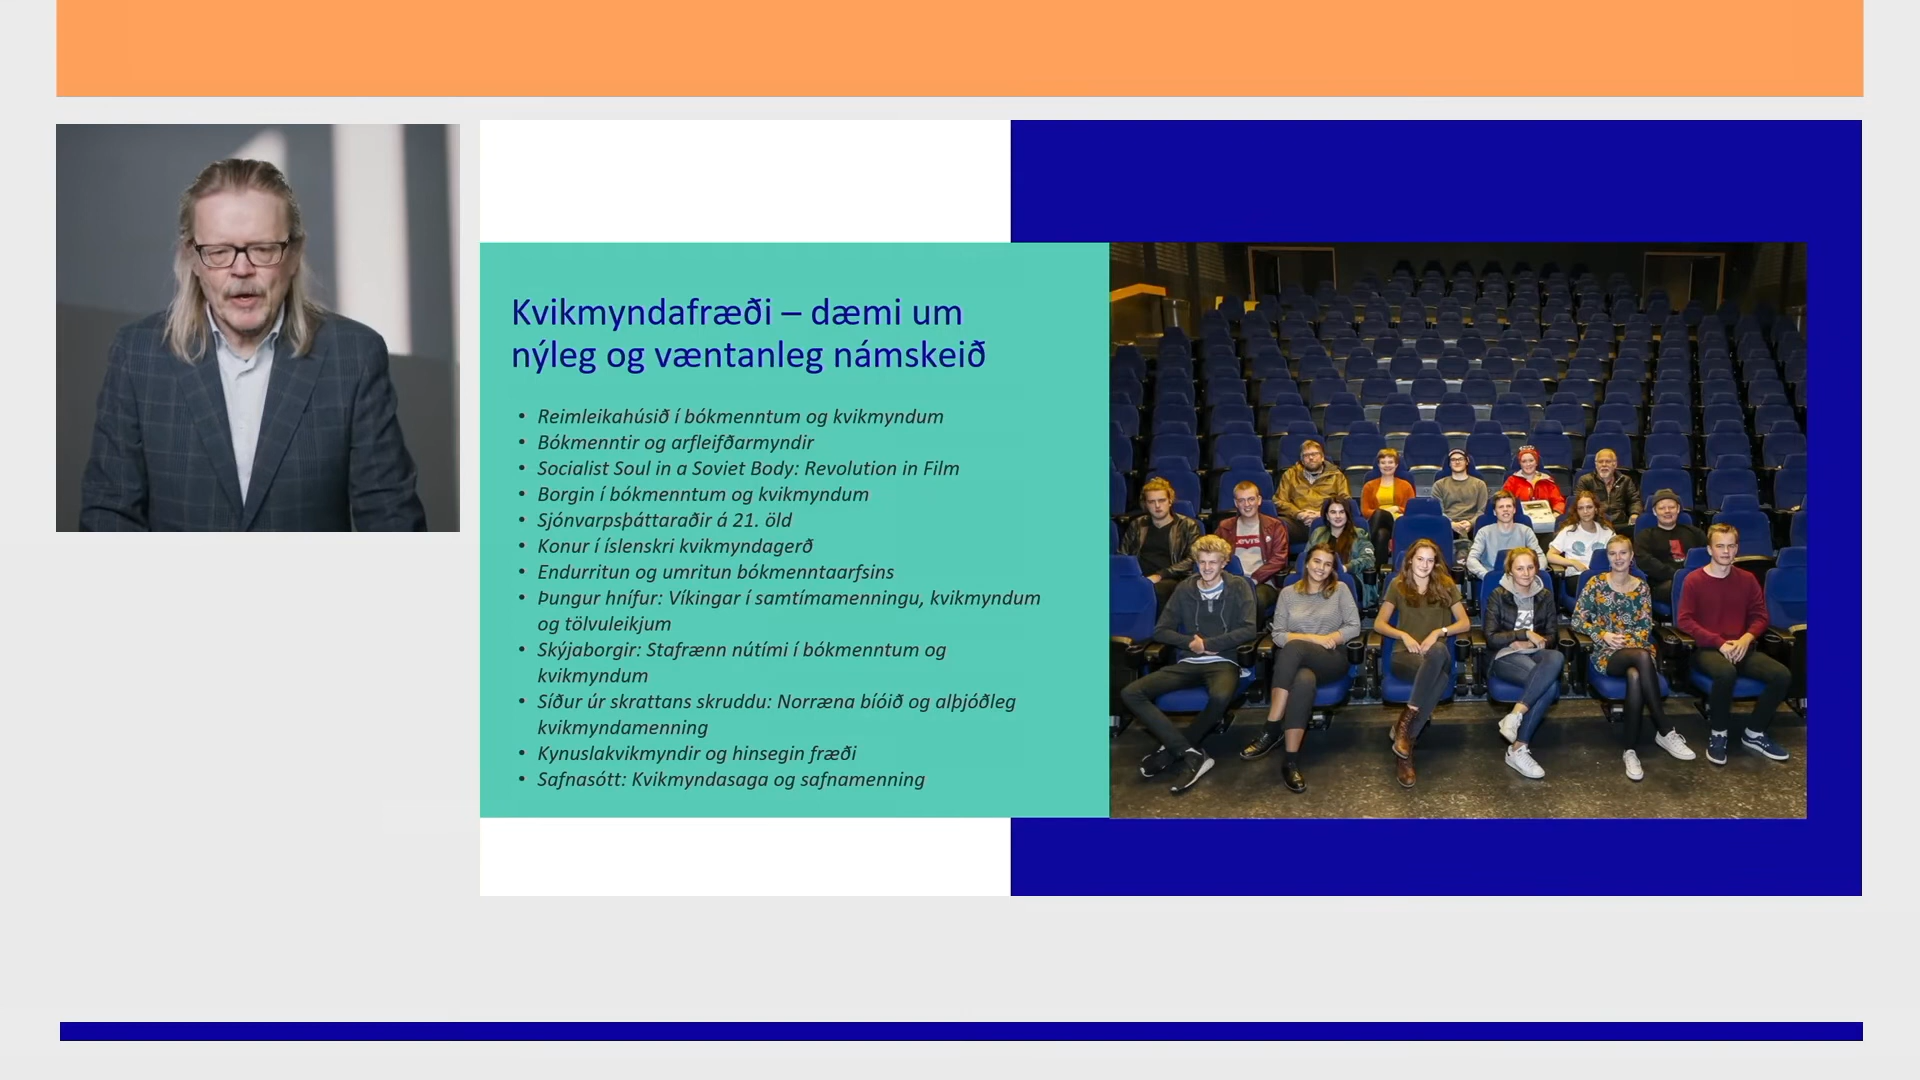 Kvikmyndafræði – dæmi um
nýleg og væntanleg námskeið
• Reimleikahúsið í bókmenntum og kvikmyndum
• Bókmenntir og arfleifðarmyndir
• Socialist Soul in a Soviet Body: Revolution in Film
• Borgin í bókmenntum og kvikmyndum
• Sjónvarpsþáttaraðir á 21. öld
• Konur í íslenskri kvikmyndagerð
• Endurritun og umritun bókmenntaarfsins
• Þungur hnífur: Víkingar í samtímamenningu, kvikmyndum
og tölvuleikjum
• Skýjaborgir: Stafrænn nútími í bókmenntum og
kvikmyndum
• Síður úr skrattans skruddu: Norræna bíóið og alþjóðleg
kvikmyndamenning
• Kynuslakvikmyndir og hinsegin fræði
• Safnasótt: Kvikmyndasaga og safnamenning